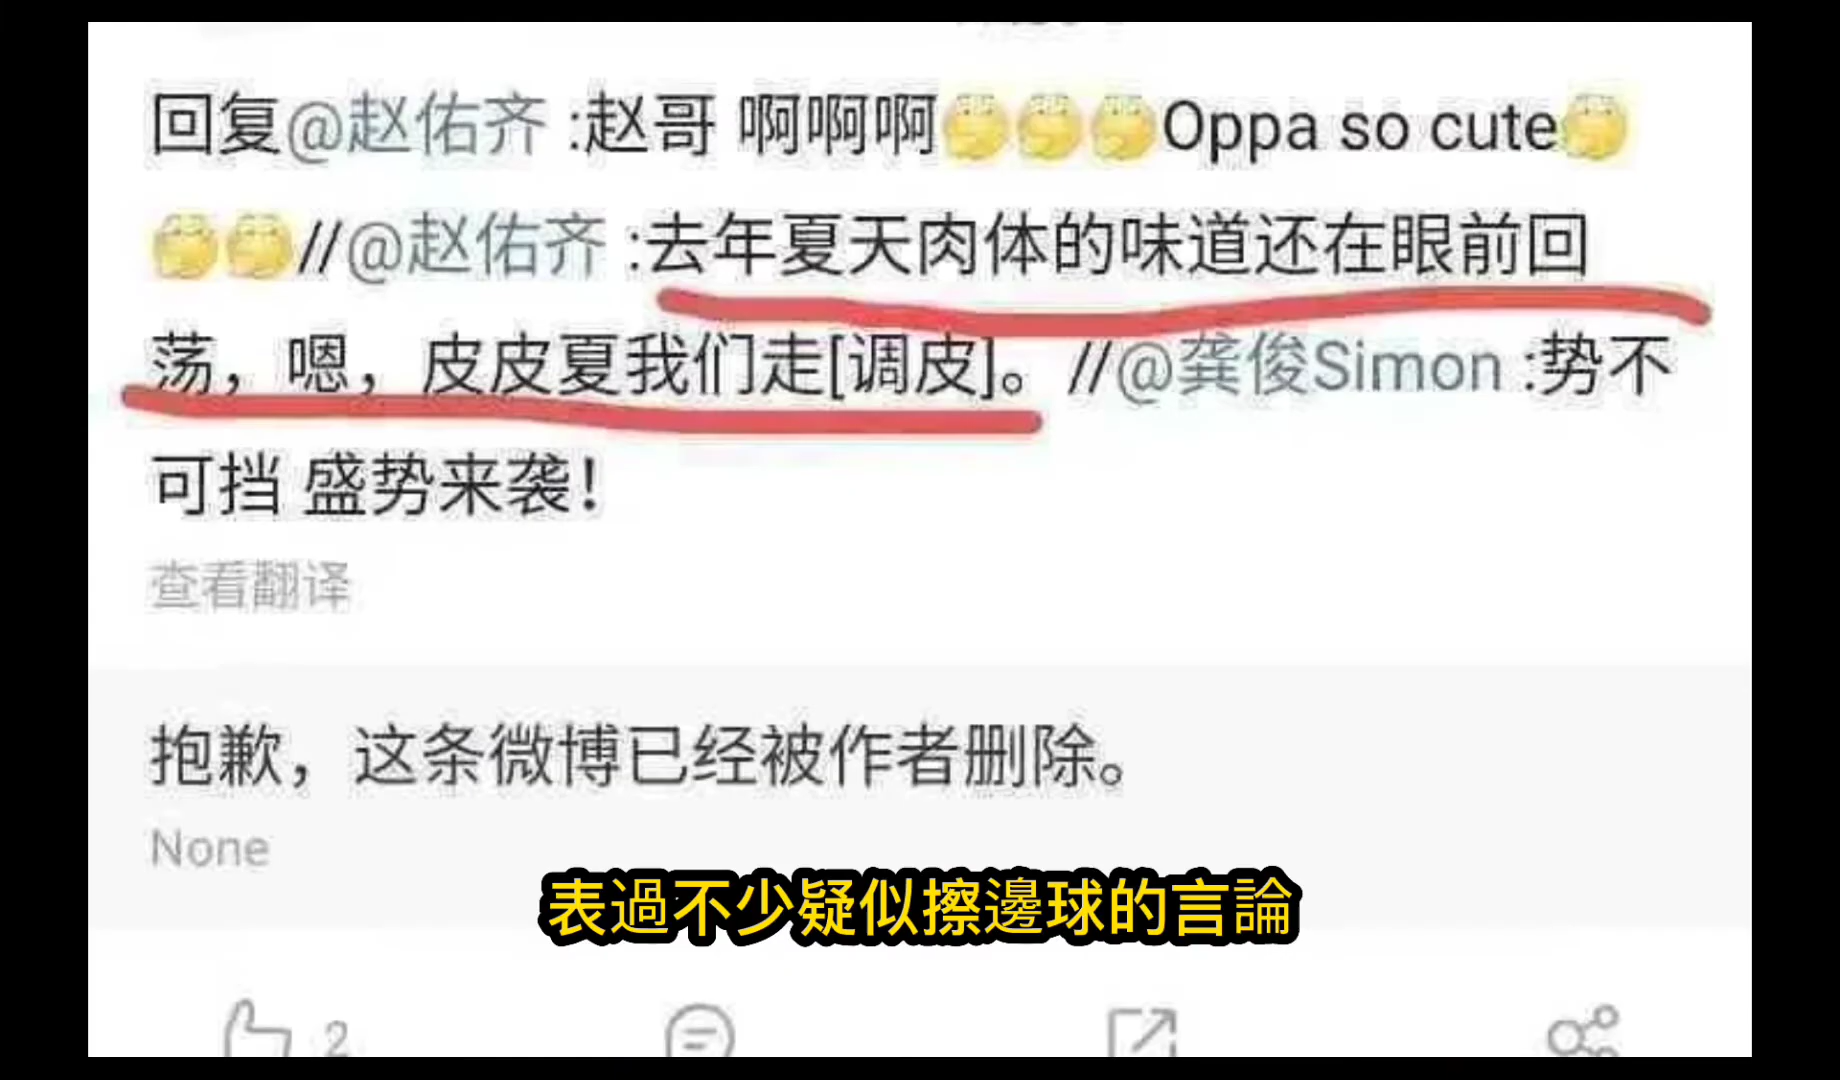 回复@赵佑齐 :赵哥 啊啊啊Oppa so cute
//@赵佑齐 :去年夏天肉体的味道还在眼前回
荡，嗯，皮皮夏我们走[调皮]。 //@龚俊Simon :势不
可挡 盛势来袭！
查看翻译
抱歉，这条微博已经被作者删除。
None
表過不少疑似擦邊球的言論
2